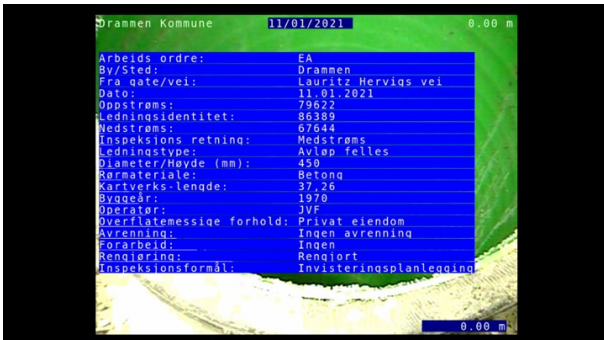 Drammen Kommune 11/01/2021 0.00 m
Arbeids ordre: EA
By/Sted: Drammen
Fra gate/vei: Lauritz Hervigs vei
Dato: 11.01.2021
Oppstrøms: 79622
Ledningsidentitet: 86389
Nedstrøms: 67644
Inspeksjons retning: Medstrøms
Ledningstype: Avløp felles
Diameter/Høyde (mm): 450
Rørmateriale: Betong
Kartverks-lengde: 37,26
Byggeår: 1970
Operatør: JVF
Overflatemessige forhold: Privat eiendom
Avrenning: Ingen avrenning
Forarbeid: Ingen
Rengjøring: Rengjort
Inspeksjonsformål: Invisteringsplanlegging
0.00 m